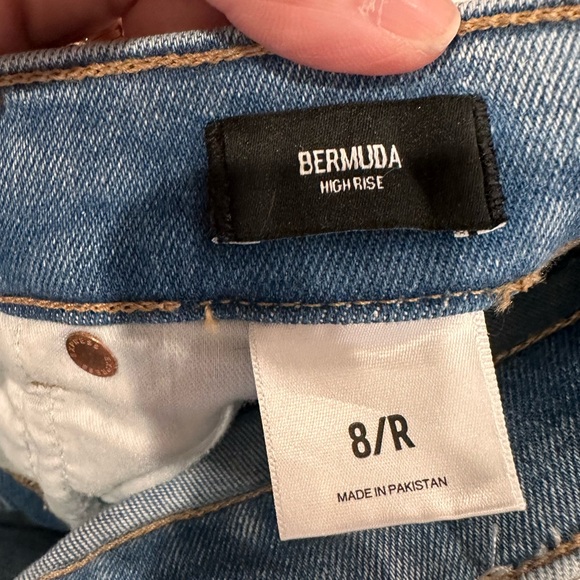 BERMUDA
HIGH RISE
8/R
MADE IN PAKISTAN